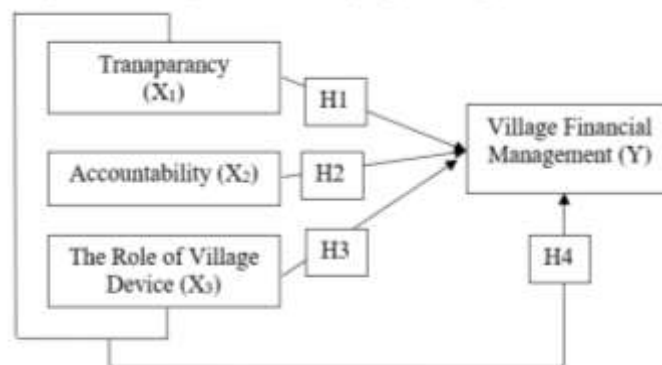 Tranaparancy
(X₁)
H1
Village Financial
Management (Y)
Accountability (X₂)
H2
The Role of Village
Device (X₃)
H3
H4